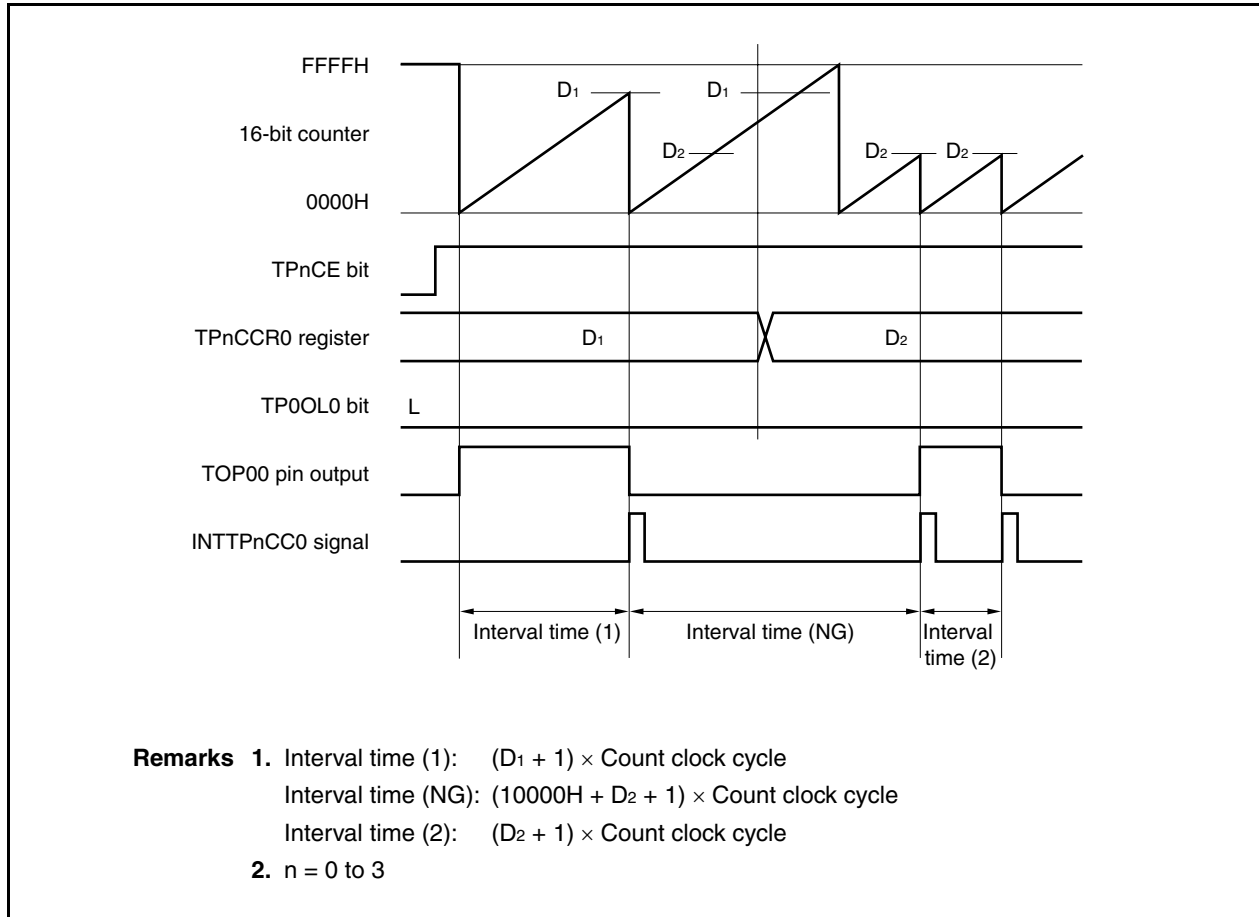 FFFFH
D1
D1
16-bit counter
D2
D2
D2
0000H
TPnCE bit
TPnCCR0 register
D1
D2
TP0OL0 bit
L
TOP00 pin output
INTTPnCC0 signal
Interval time (1)
Interval time (NG)
Interval
time (2)
Remarks 1. Interval time (1): (D1 + 1) × Count clock cycle
Interval time (NG): (10000H + D2 + 1) × Count clock cycle
Interval time (2): (D2 + 1) × Count clock cycle
2. n = 0 to 3